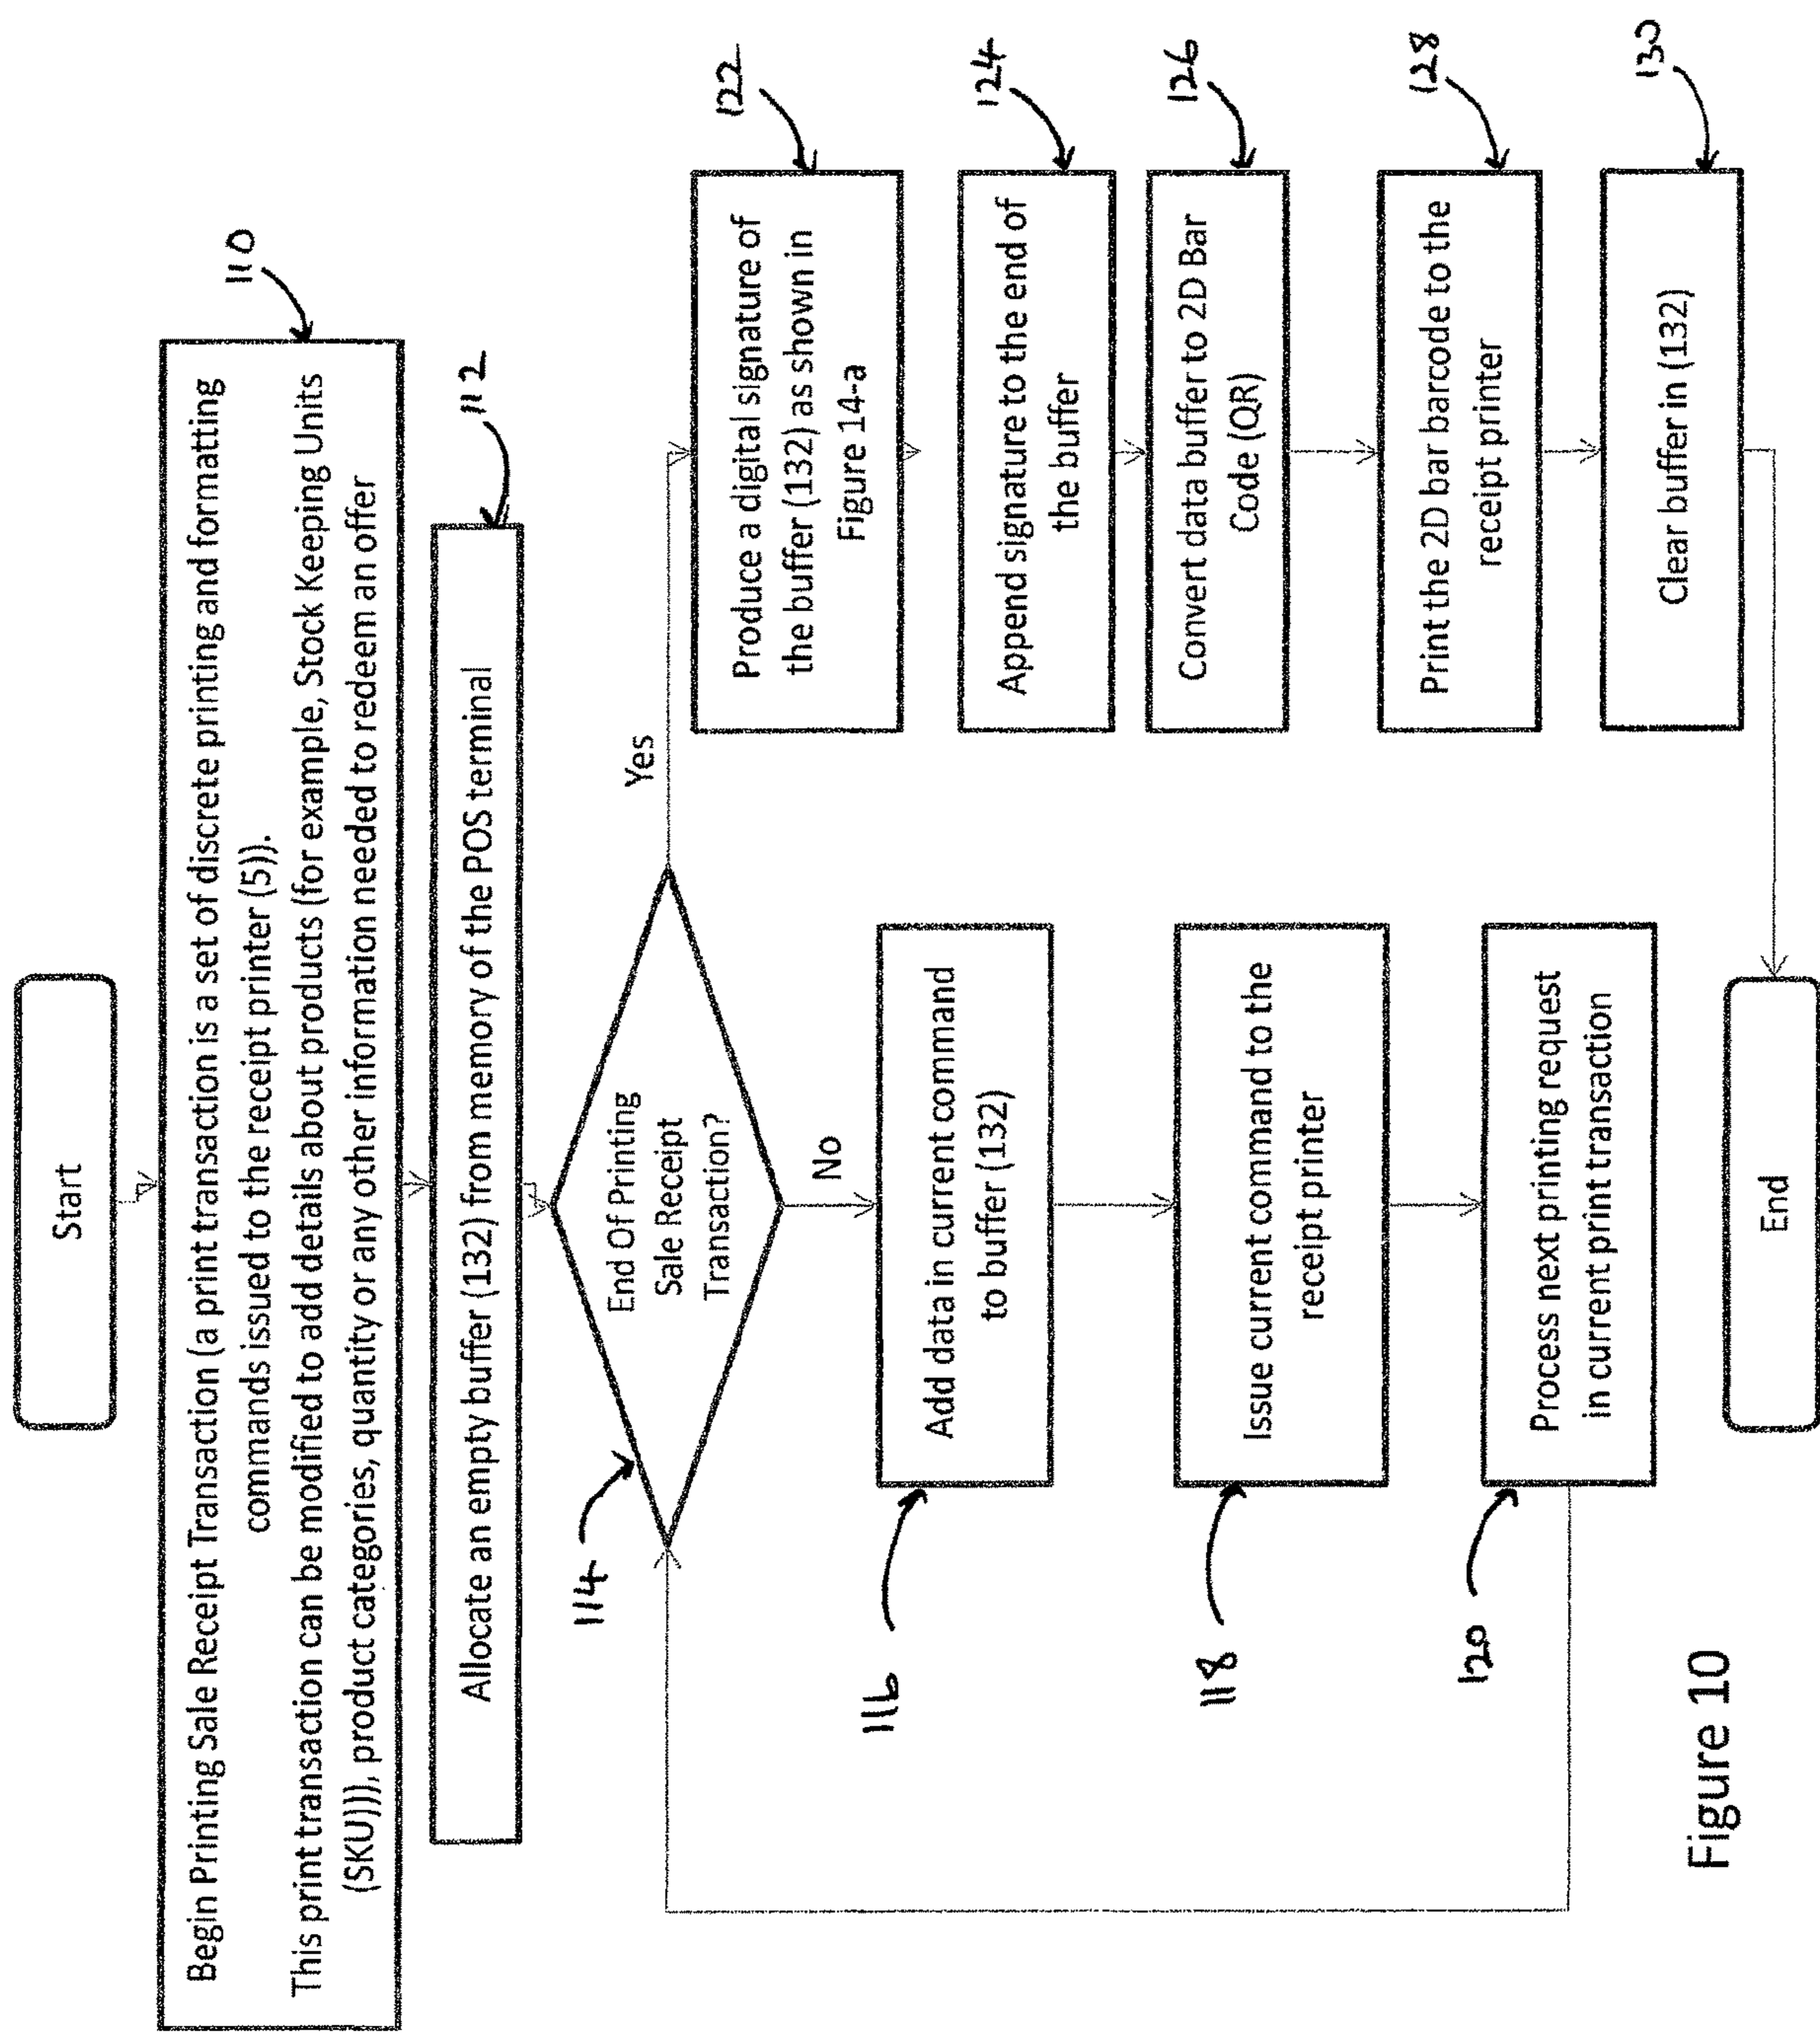 Start
110
Begin Printing Sale Receipt Transaction (a print transaction is a set of discrete printing and formatting
commands issued to the receipt printer (5)).
This print transaction can be modified to add details about products (for example, Stock Keeping Units
(SKU))), product categories, quantity or any other information needed to redeem an offer
112
Allocate an empty buffer (132) from memory of the POS terminal
114
End Of Printing
Sale Receipt
Transaction?
Yes
No
116
Add data in current command
to buffer (132)
118
Issue current command to the
receipt printer
120
Process next printing request
in current print transaction
122
Produce a digital signature of
the buffer (132) as shown in
Figure 14-a
124
Append signature to the end of
the buffer
126
Convert data buffer to 2D Bar
Code (QR)
128
Print the 2D bar barcode to the
receipt printer
130
Clear buffer in (132)
End
Figure 10